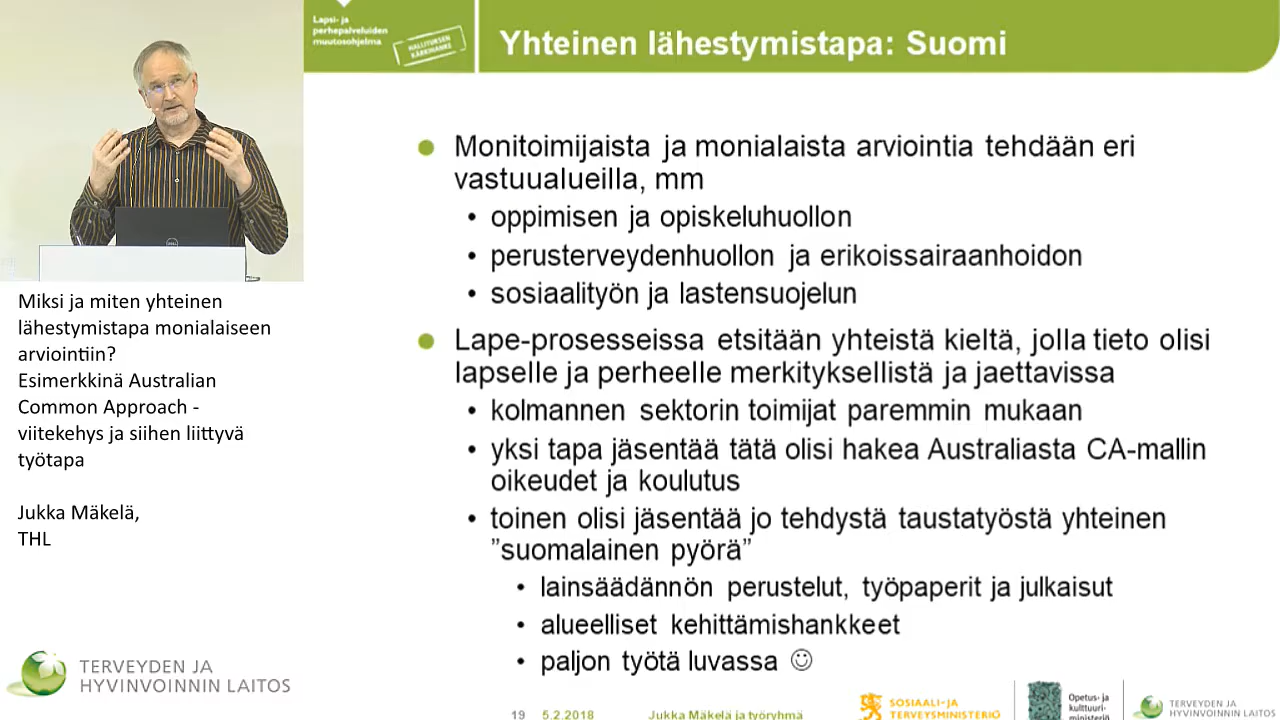 Lapsi- ja
perhepalveluiden
muutosohjelma
HALLITUKSEN
KÄRKIHANKE
Yhteinen lähestymistapa: Suomi
Monitoimijaista ja monialaista arviointia tehdään eri
vastuualueilla, mm
• oppimisen ja opiskeluhuollon
• perusterveydenhuollon ja erikoissairaanhoidon
• sosiaalityön ja lastensuojelun
Lape-prosesseissa etsitään yhteistä kieltä, jolla tieto olisi
lapselle ja perheelle merkityksellistä ja jaettavissa
• kolmannen sektorin toimijat paremmin mukaan
• yksi tapa jäsentää tätä olisi hakea Australiasta CA-mallin
oikeudet ja koulutus
• toinen olisi jäsentää jo tehdystä taustatyöstä yhteinen
”suomalainen pyörä”
• lainsäädännön perustelut, työpaperit ja julkaisut
• alueelliset kehittämishankkeet
• paljon työtä luvassa ☺
Miksi ja miten yhteinen
lähestymistapa monialaiseen
arviointiin?
Esimerkkinä Australian
Common Approach -
viitekehys ja siihen liittyvä
työtapa
Jukka Mäkelä,
THL
TERVEYDEN JA
HYVINVOINNIN LAITOS
19 5.2.2018 Jukka Mäkelä ja työryhmä
SOSIAALI- JA
TERVEYSMINISTERIÖ
Opetus- ja
kulttuuri-
ministeriö
TERVEYDEN JA
HYVINVOINNIN LAITOS